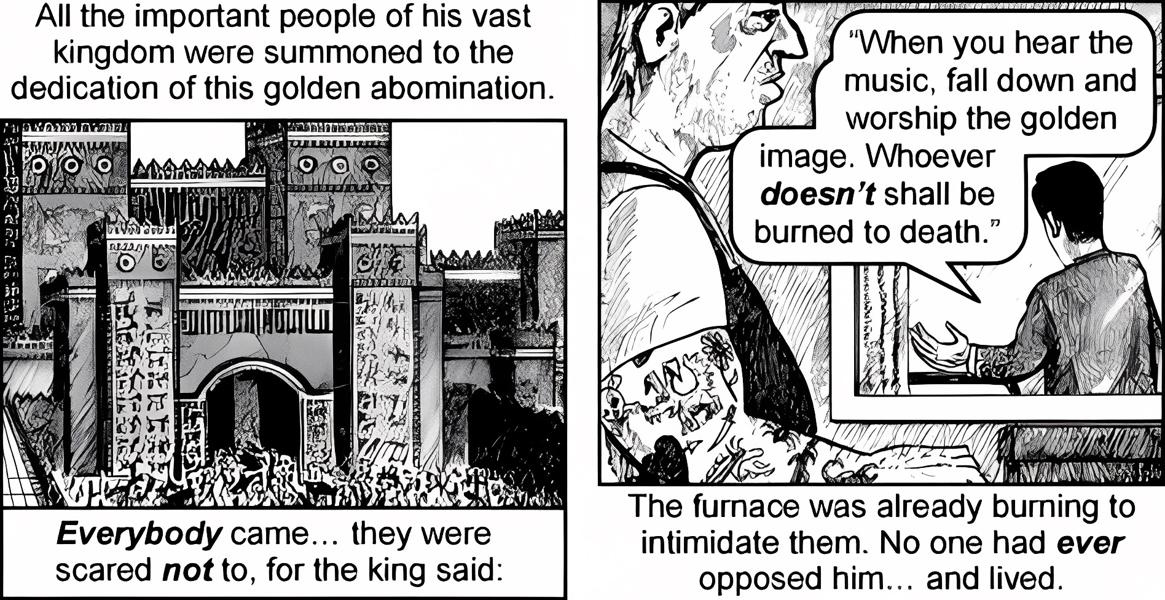 All the important people of his vast
kingdom were summoned to the
dedication of this golden abomination.
Everybody came... they were
scared not to, for the king said:
“When you hear the
music, fall down and
worship the golden
image. Whoever
doesn’t shall be
burned to death.”
The furnace was already burning to
intimidate them. No one had ever
opposed him... and lived.